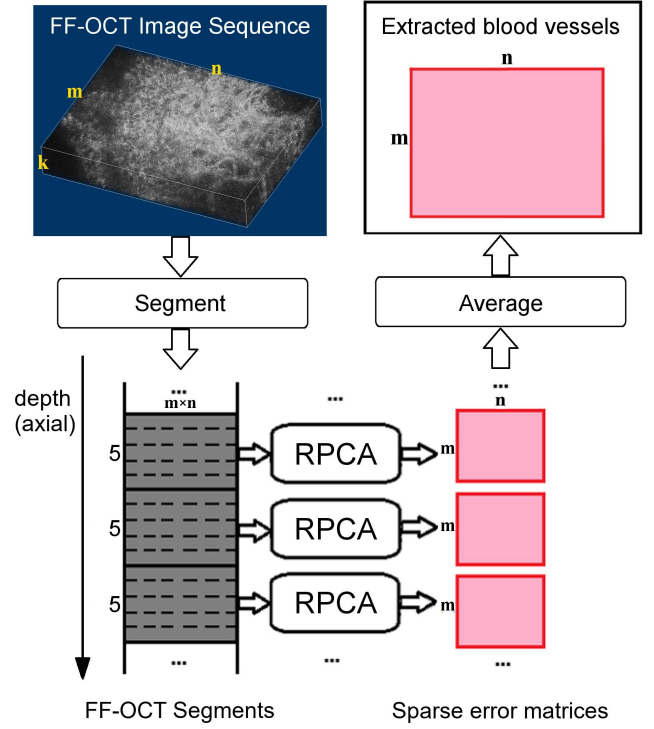 FF-OCT Image Sequence
n
m
k
Extracted blood vessels
n
m
Segment
Average
depth
(axial)
...
m×n
...
...
n
5
RPCA
m
5
RPCA
m
5
RPCA
m
...
...
...
FF-OCT Segments
Sparse error matrices